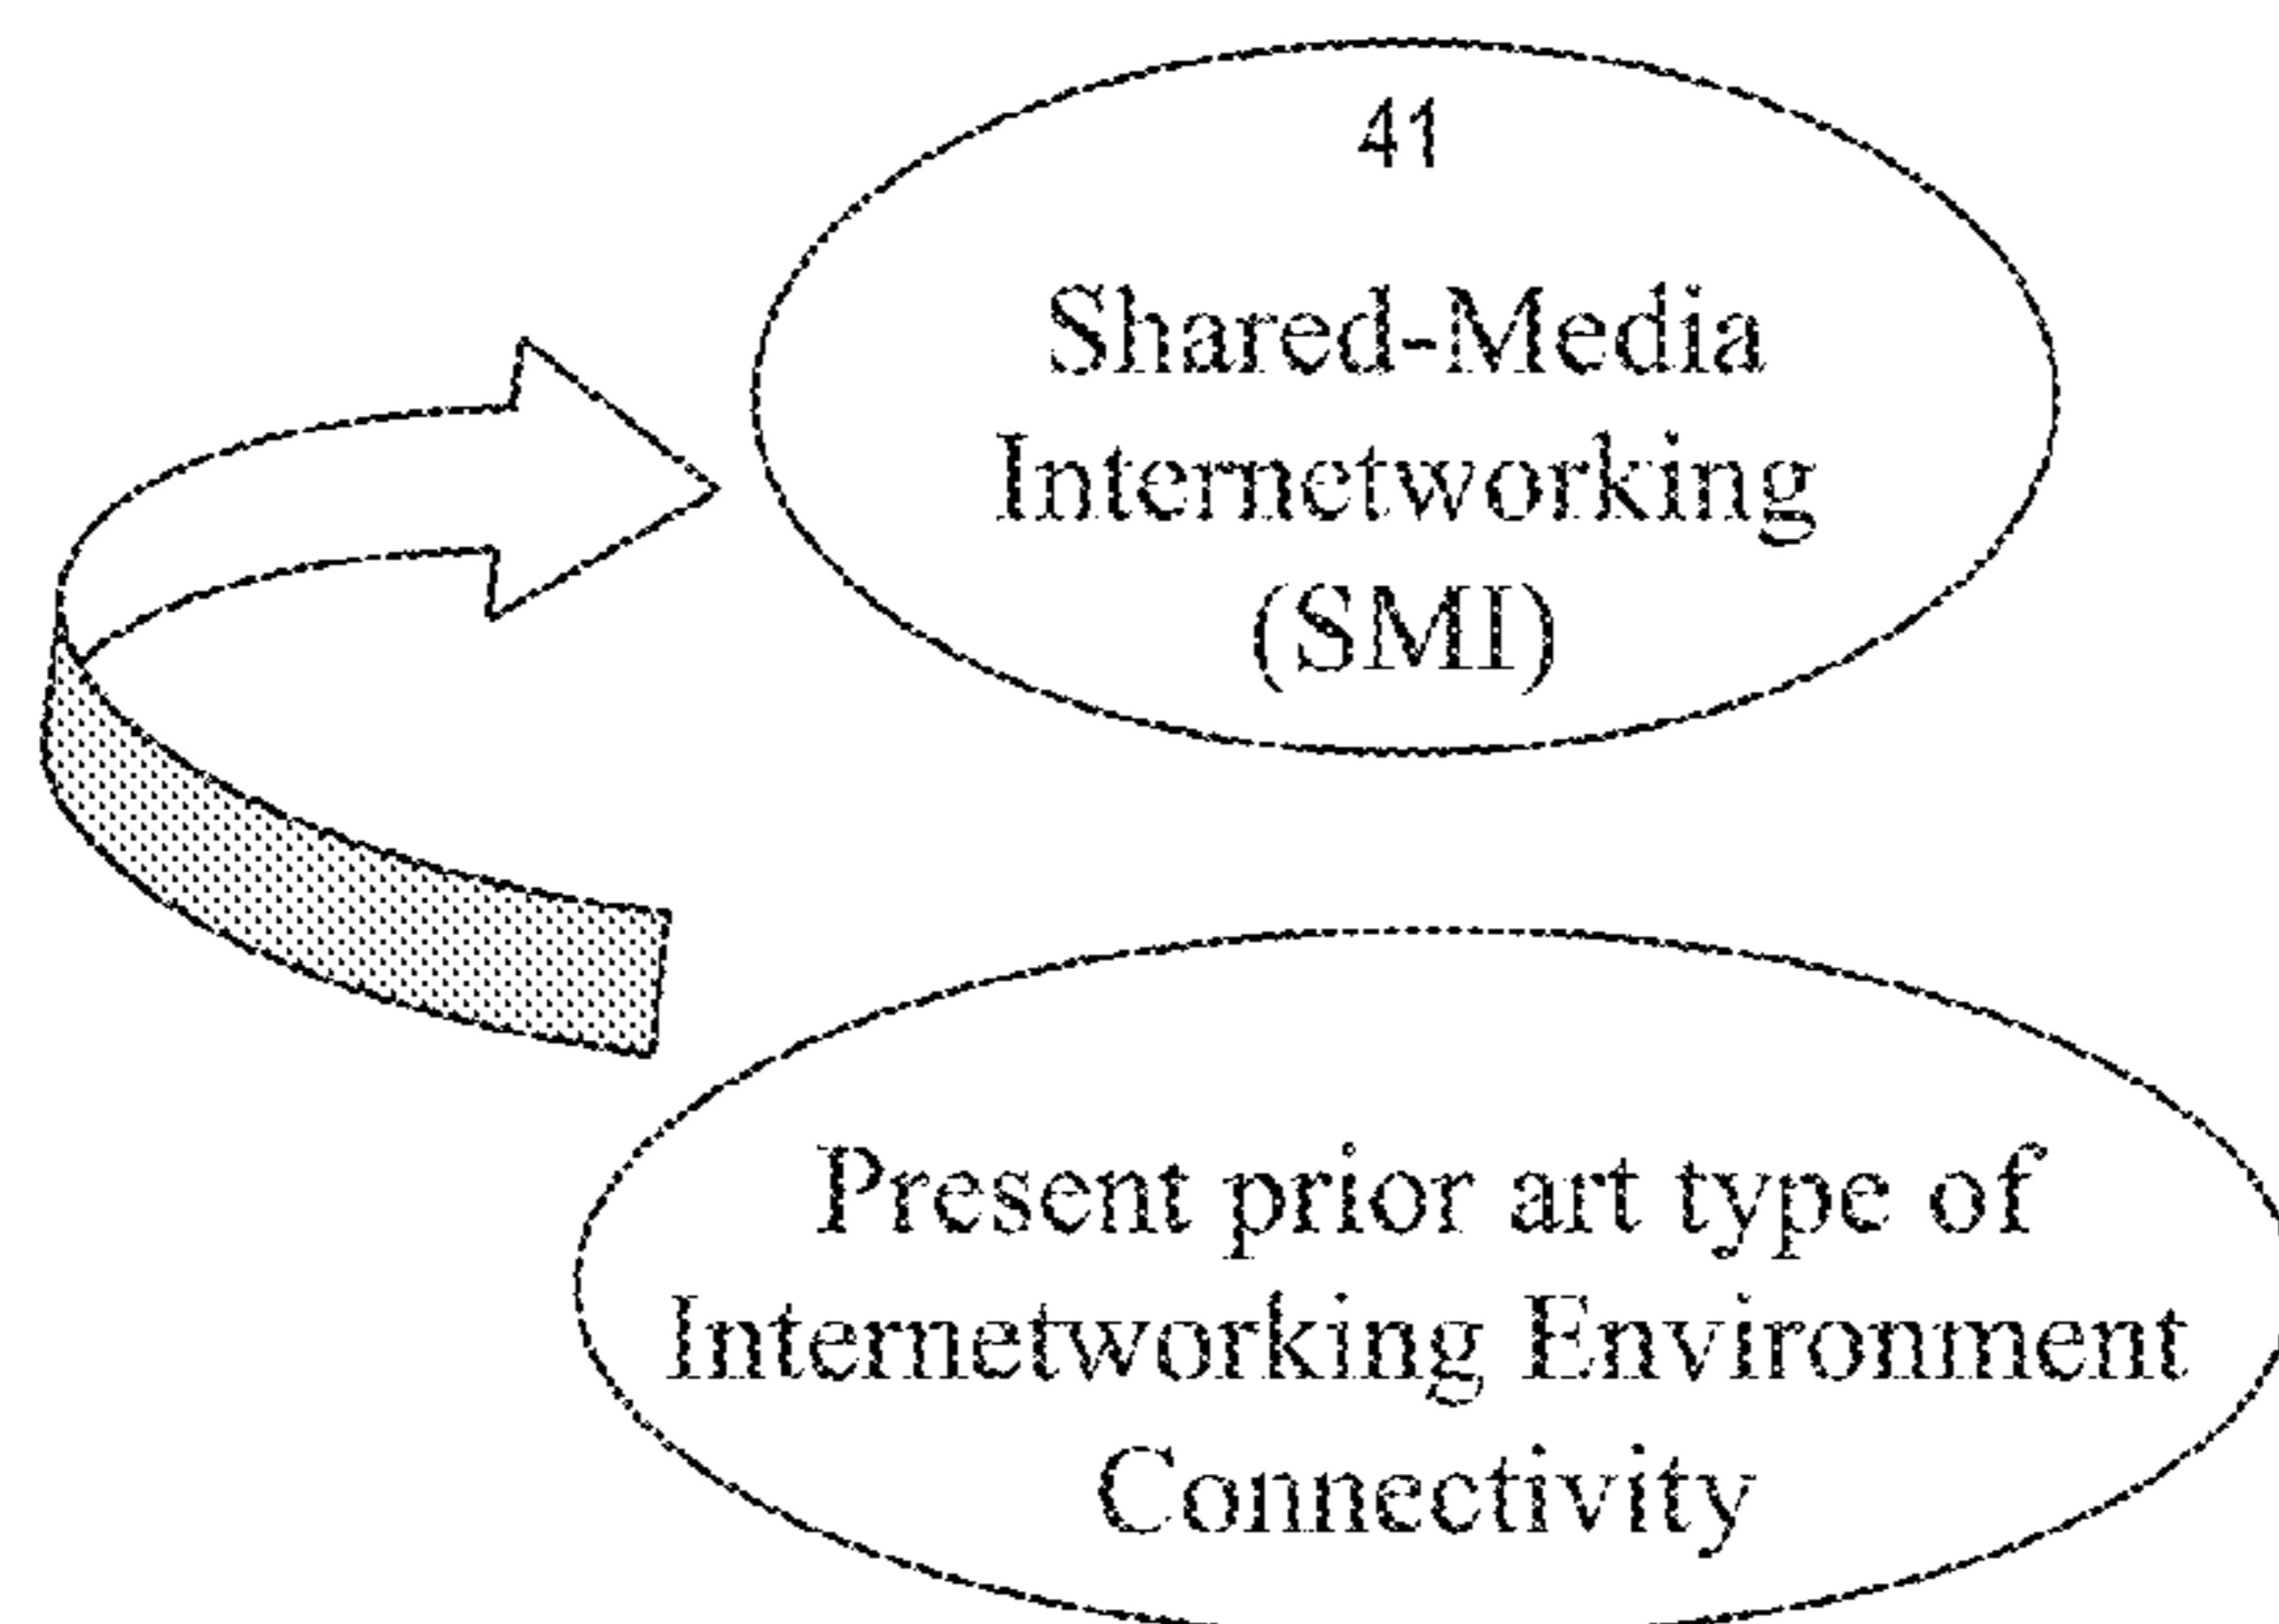 41
Shared-Media
Internetworking
(SMI)
Present prior art type of
Internetworking Environment
Connectivity